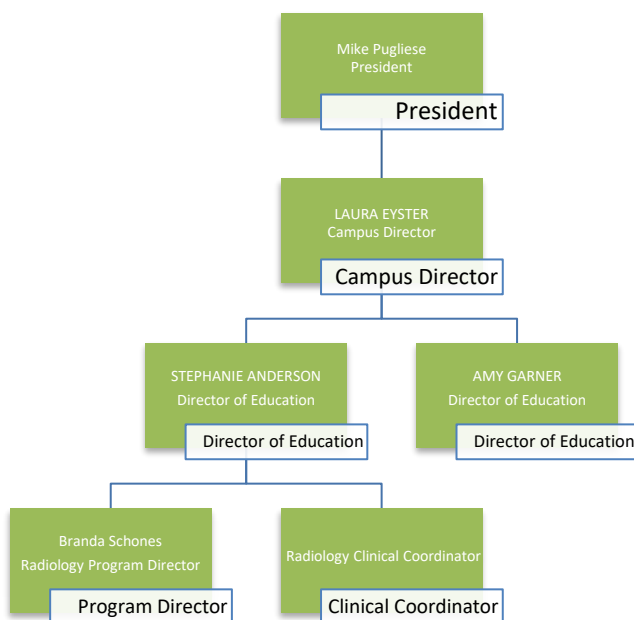 Mike Pugliese
President
President
LAURA EYSTER
Campus Director
Campus Director
STEPHANIE ANDERSON
Director of Education
Director of Education
AMY GARNER
Director of Education
Director of Education
Branda Schones
Radiology Program Director
Program Director
Radiology Clinical Coordinator
Clinical Coordinator